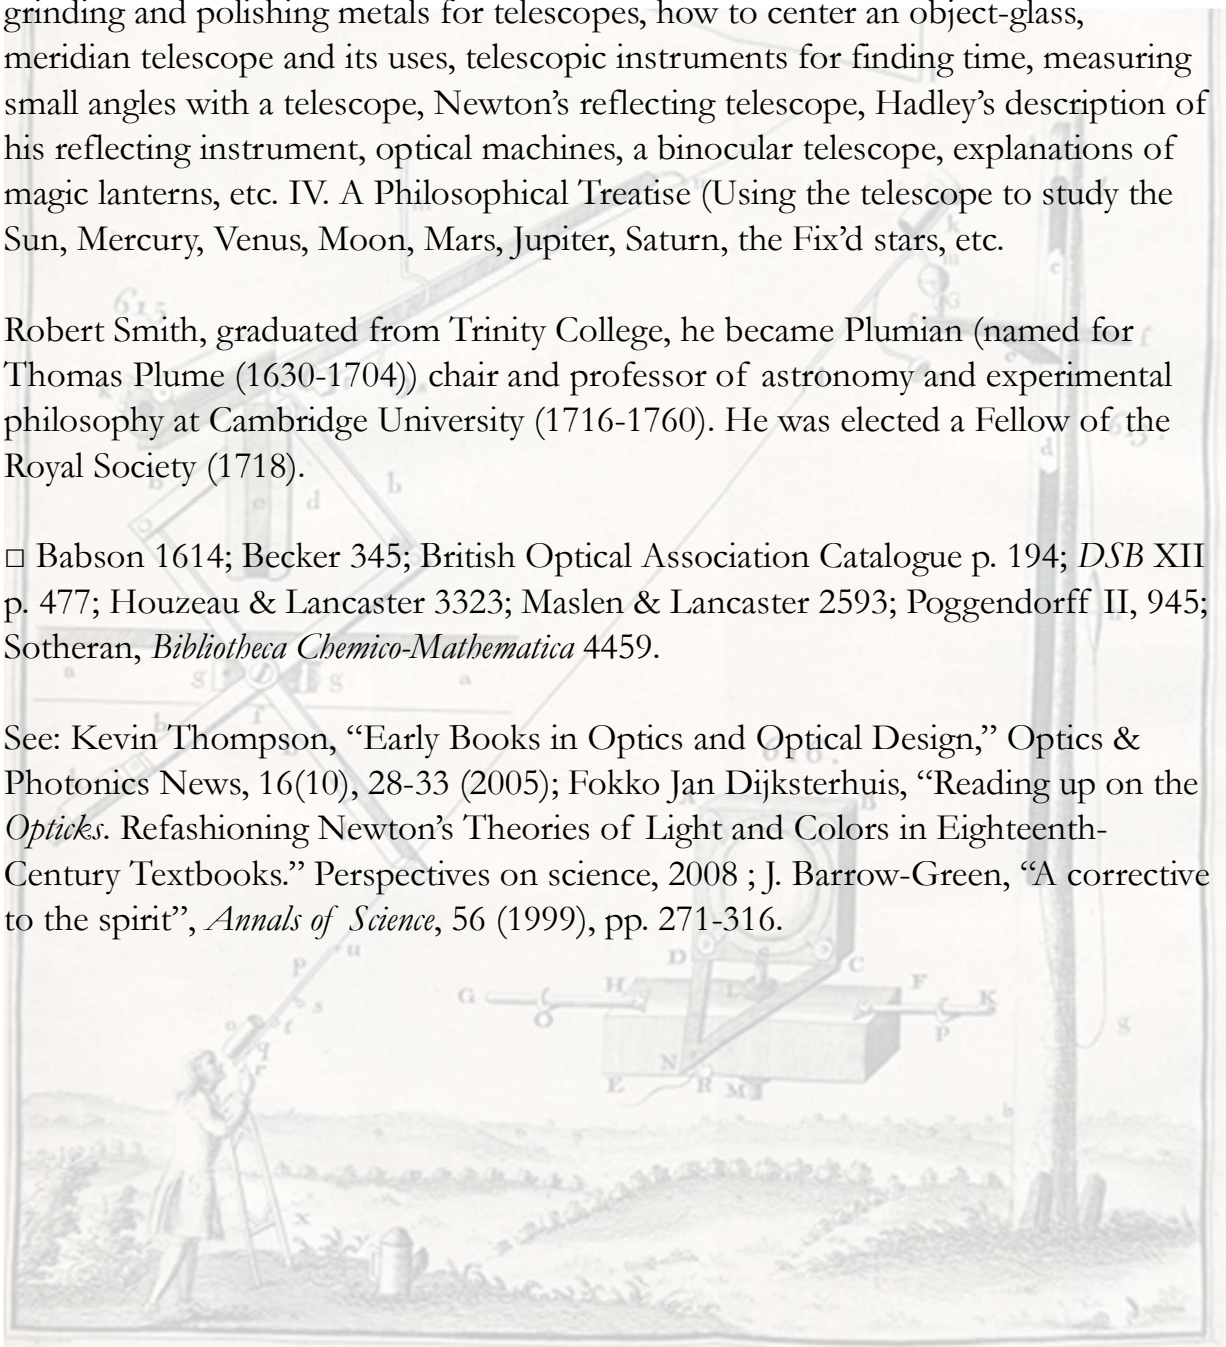 grinding and polishing metals for telescopes, how to center an object-glass,
meridian telescope and its uses, telescopic instruments for finding time, measuring
small angles with a telescope, Newton’s reflecting telescope, Hadley’s description of
his reflecting instrument, optical machines, a binocular telescope, explanations of
magic lanterns, etc. IV. A Philosophical Treatise (Using the telescope to study the
Sun, Mercury, Venus, Moon, Mars, Jupiter, Saturn, the Fix’d stars, etc.
615.
Robert Smith, graduated from Trinity College, he became Plumian (named for
Thomas Plume (1630-1704)) chair and professor of astronomy and experimental
philosophy at Cambridge University (1716-1760). He was elected a Fellow of the
Royal Society (1718).
□ Babson 1614; Becker 345; British Optical Association Catalogue p. 194; DSB XII
p. 477; Houzeau & Lancaster 3323; Maslen & Lancaster 2593; Poggendorff II, 945;
Sotheran, Bibliotheca Chemico-Mathematica 4459.
See: Kevin Thompson, “Early Books in Optics and Optical Design,” Optics &
Photonics News, 16(10), 28-33 (2005); Fokko Jan Dijksterhuis, “Reading up on the
Opticks. Refashioning Newton’s Theories of Light and Colors in Eighteenth-
Century Textbooks.” Perspectives on science, 2008 ; J. Barrow-Green, “A corrective
to the spirit”, Annals of Science, 56 (1999), pp. 271-316.
616.
D C
G H L F K
O P
N
E R M
p u
s
o t
q
r
g
x
b